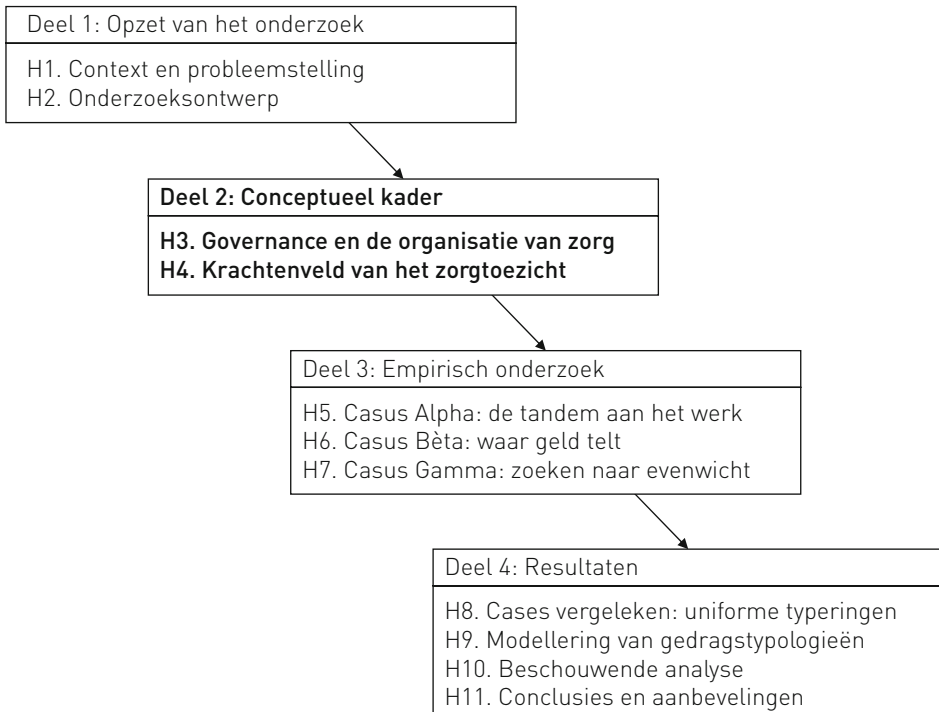 Deel 1: Opzet van het onderzoek
H1. Context en probleemstelling
H2. Onderzoeksontwerp
Deel 2: Conceptueel kader
H3. Governance en de organisatie van zorg
H4. Krachtenveld van het zorgtoezicht
Deel 3: Empirisch onderzoek
H5. Casus Alpha: de tandem aan het werk
H6. Casus Bèta: waar geld telt
H7. Casus Gamma: zoeken naar evenwicht
Deel 4: Resultaten
H8. Cases vergeleken: uniforme typeringen
H9. Modellering van gedragstypologieën
H10. Beschouwende analyse
H11. Conclusies en aanbevelingen